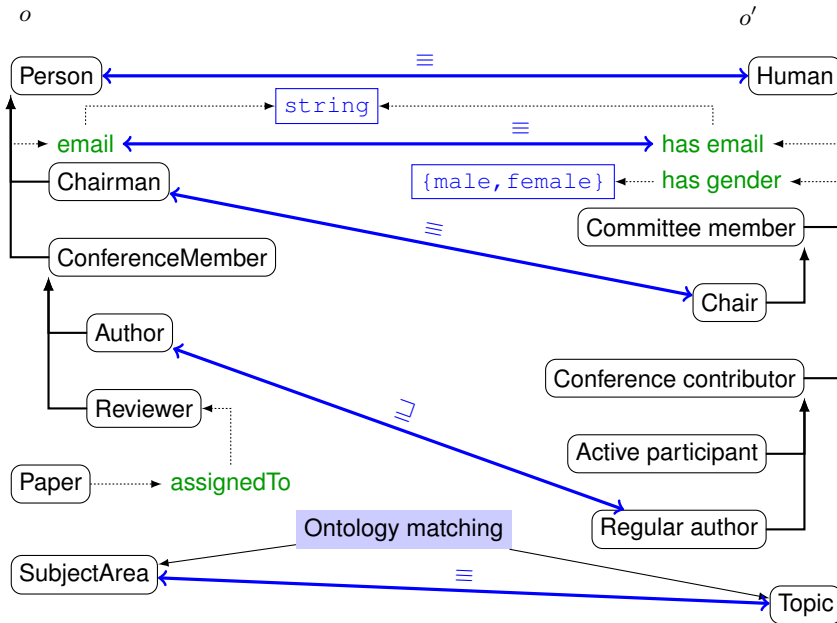 o
o′
Person
≡
Human
string
email
≡
has email
Chairman
{male,female}
has gender
≡
Committee member
ConferenceMember
Chair
Author
Conference contributor
Reviewer
⊒
Active participant
Paper
assignedTo
Ontology matching
Regular author
SubjectArea
≡
Topic